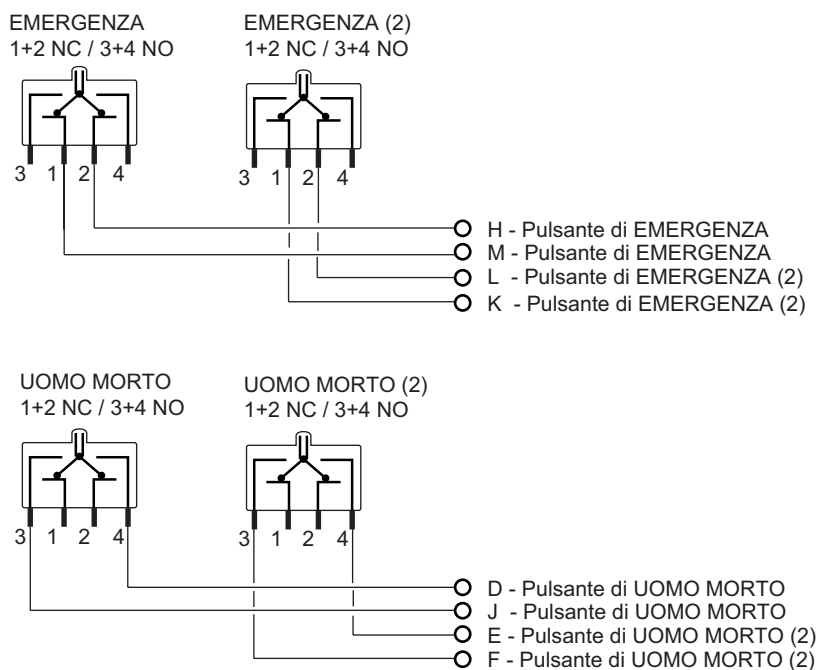 EMERGENZA
1+2 NC / 3+4 NO
EMERGENZA (2)
1+2 NC / 3+4 NO
3 1 2 4
3 1 2 4
H - Pulsante di EMERGENZA
M - Pulsante di EMERGENZA
L - Pulsante di EMERGENZA (2)
K - Pulsante di EMERGENZA (2)
UOMO MORTO
1+2 NC / 3+4 NO
UOMO MORTO (2)
1+2 NC / 3+4 NO
3 1 2 4
3 1 2 4
D - Pulsante di UOMO MORTO
J - Pulsante di UOMO MORTO
E - Pulsante di UOMO MORTO (2)
F - Pulsante di UOMO MORTO (2)